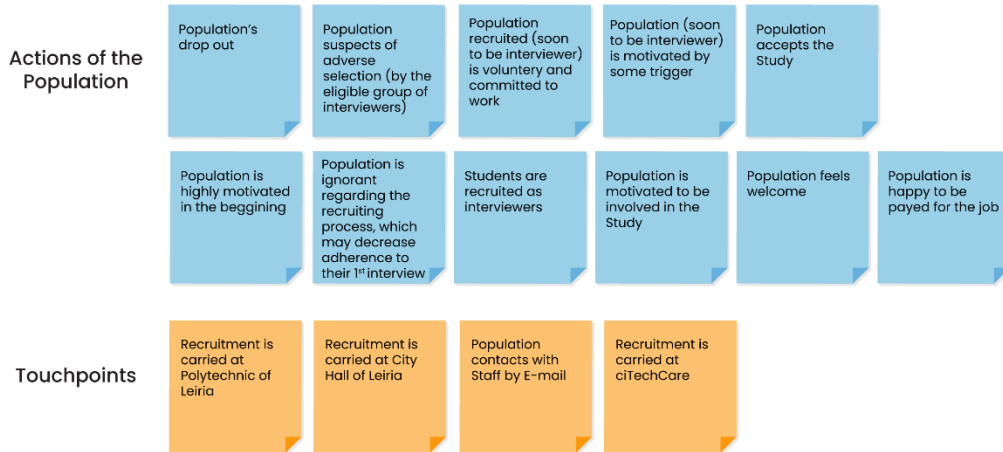 Actions of the
Population
Population's
drop out
Population
suspects of
adverse
selection (by the
eligible group of
interviewers)
Population
recruited (soon
to be interviewer)
is voluntery and
committed to
work
Population (soon
to be interviewer)
is motivated by
some trigger
Population
accepts the
Study
Population is
highly motivated
in the beggining
Population is
ignorant
regarding the
recruiting
process, which
may decrease
adherence to
their 1st interview
Students are
recruited as
interviewers
Population is
motivated to be
involved in the
Study
Population feels
welcome
Population is
happy to be
payed for the job
Touchpoints
Recruitment is
carried at
Polytechnic of
Leiria
Recruitment is
carried at City
Hall of Leiria
Population
contacts with
Staff by E-mail
Recruitment is
carried at
ciTechCare